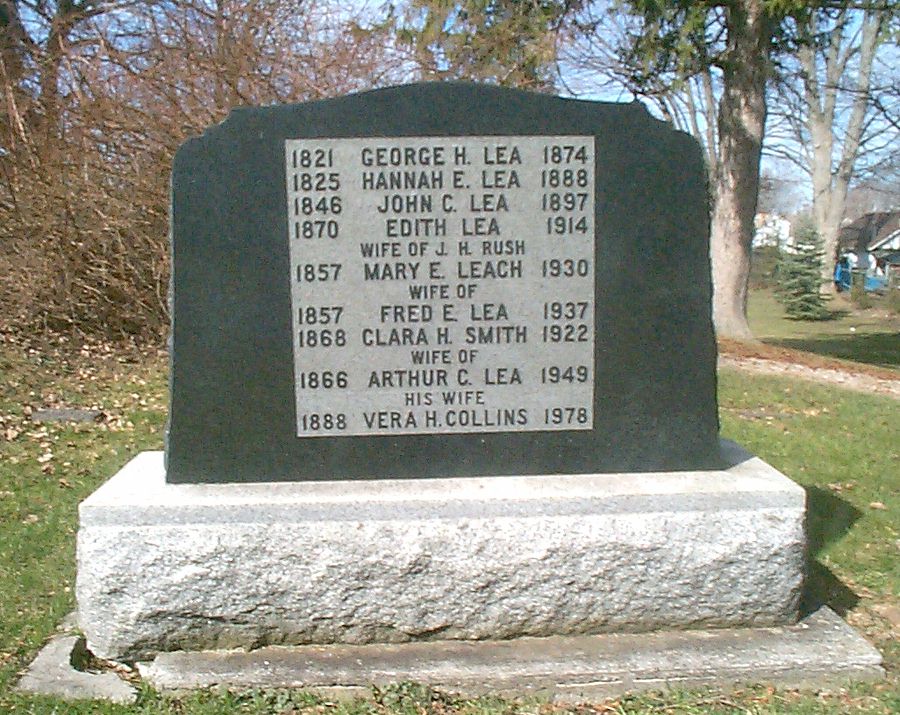 1821 GEORGE H. LEA 1874
1825 HANNAH E. LEA 1888
1846 JOHN C. LEA 1897
1870 EDITH LEA 1914
WIFE OF J. H. RUSH
1857 MARY E. LEACH 1930
WIFE OF
1857 FRED E. LEA 1937
1868 CLARA H. SMITH 1922
WIFE OF
1866 ARTHUR C. LEA 1949
HIS WIFE
1888 VERA H. COLLINS 1978